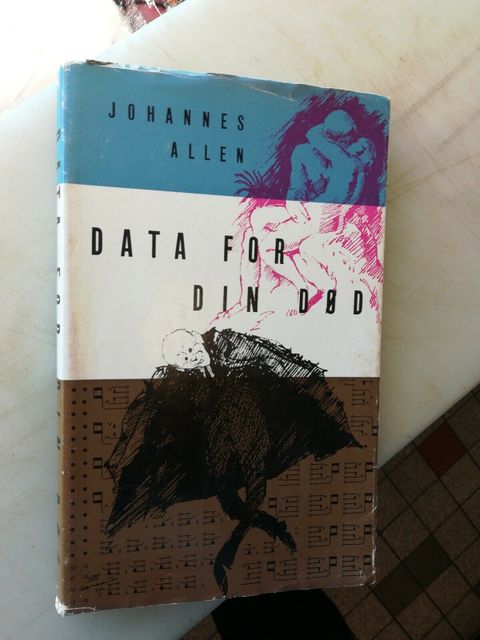 JOHANNES
ALLEN
DATA FOR
DIN DØD